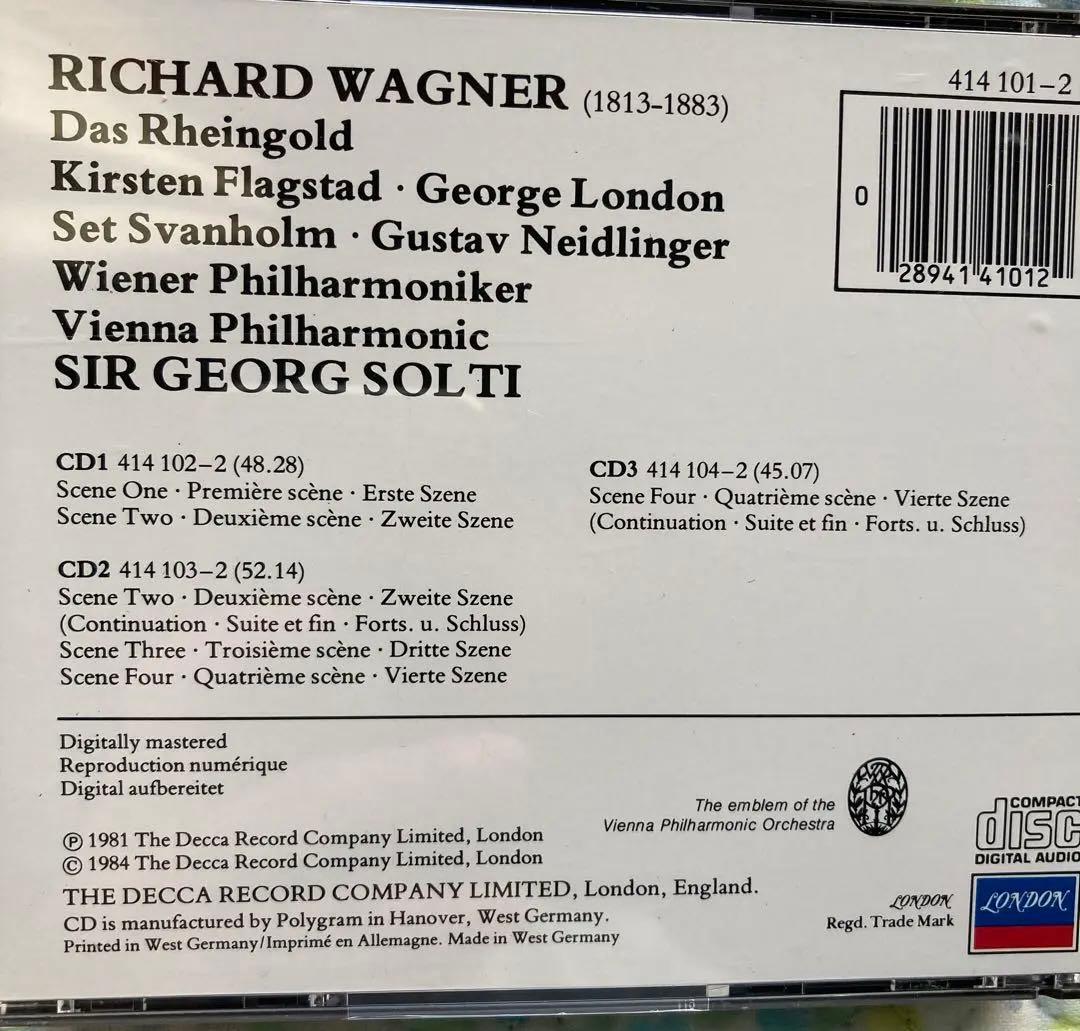 RICHARD WAGNER (1813-1883)
Das Rheingold
Kirsten Flagstad · George London
Set Svanholm · Gustav Neidlinger
Wiener Philharmoniker
Vienna Philharmonic
SIR GEORG SOLTI
414 101-2
0
28941 41012
CD1 414 102-2 (48.28)
Scene One · Première scène · Erste Szene
Scene Two · Deuxième scène · Zweite Szene
CD2 414 103-2 (52.14)
Scene Two · Deuxième scène · Zweite Szene
(Continuation · Suite et fin · Forts. u. Schluss)
Scene Three · Troisième scène · Dritte Szene
Scene Four · Quatrième scène · Vierte Szene
CD3 414 104-2 (45.07)
Scene Four · Quatrième scène · Vierte Szene
(Continuation · Suite et fin · Forts. u. Schluss)
Digitally mastered
Reproduction numérique
Digital aufbereitet
℗ 1981 The Decca Record Company Limited, London
© 1984 The Decca Record Company Limited, London
THE DECCA RECORD COMPANY LIMITED, London, England.
CD is manufactured by Polygram in Hanover, West Germany.
Printed in West Germany/Imprimé en Allemagne. Made in West Germany
The emblem of the
Vienna Philharmonic Orchestra
COMPACT
disc
DIGITAL AUDIO
LONDON
Regd. Trade Mark
LONDON